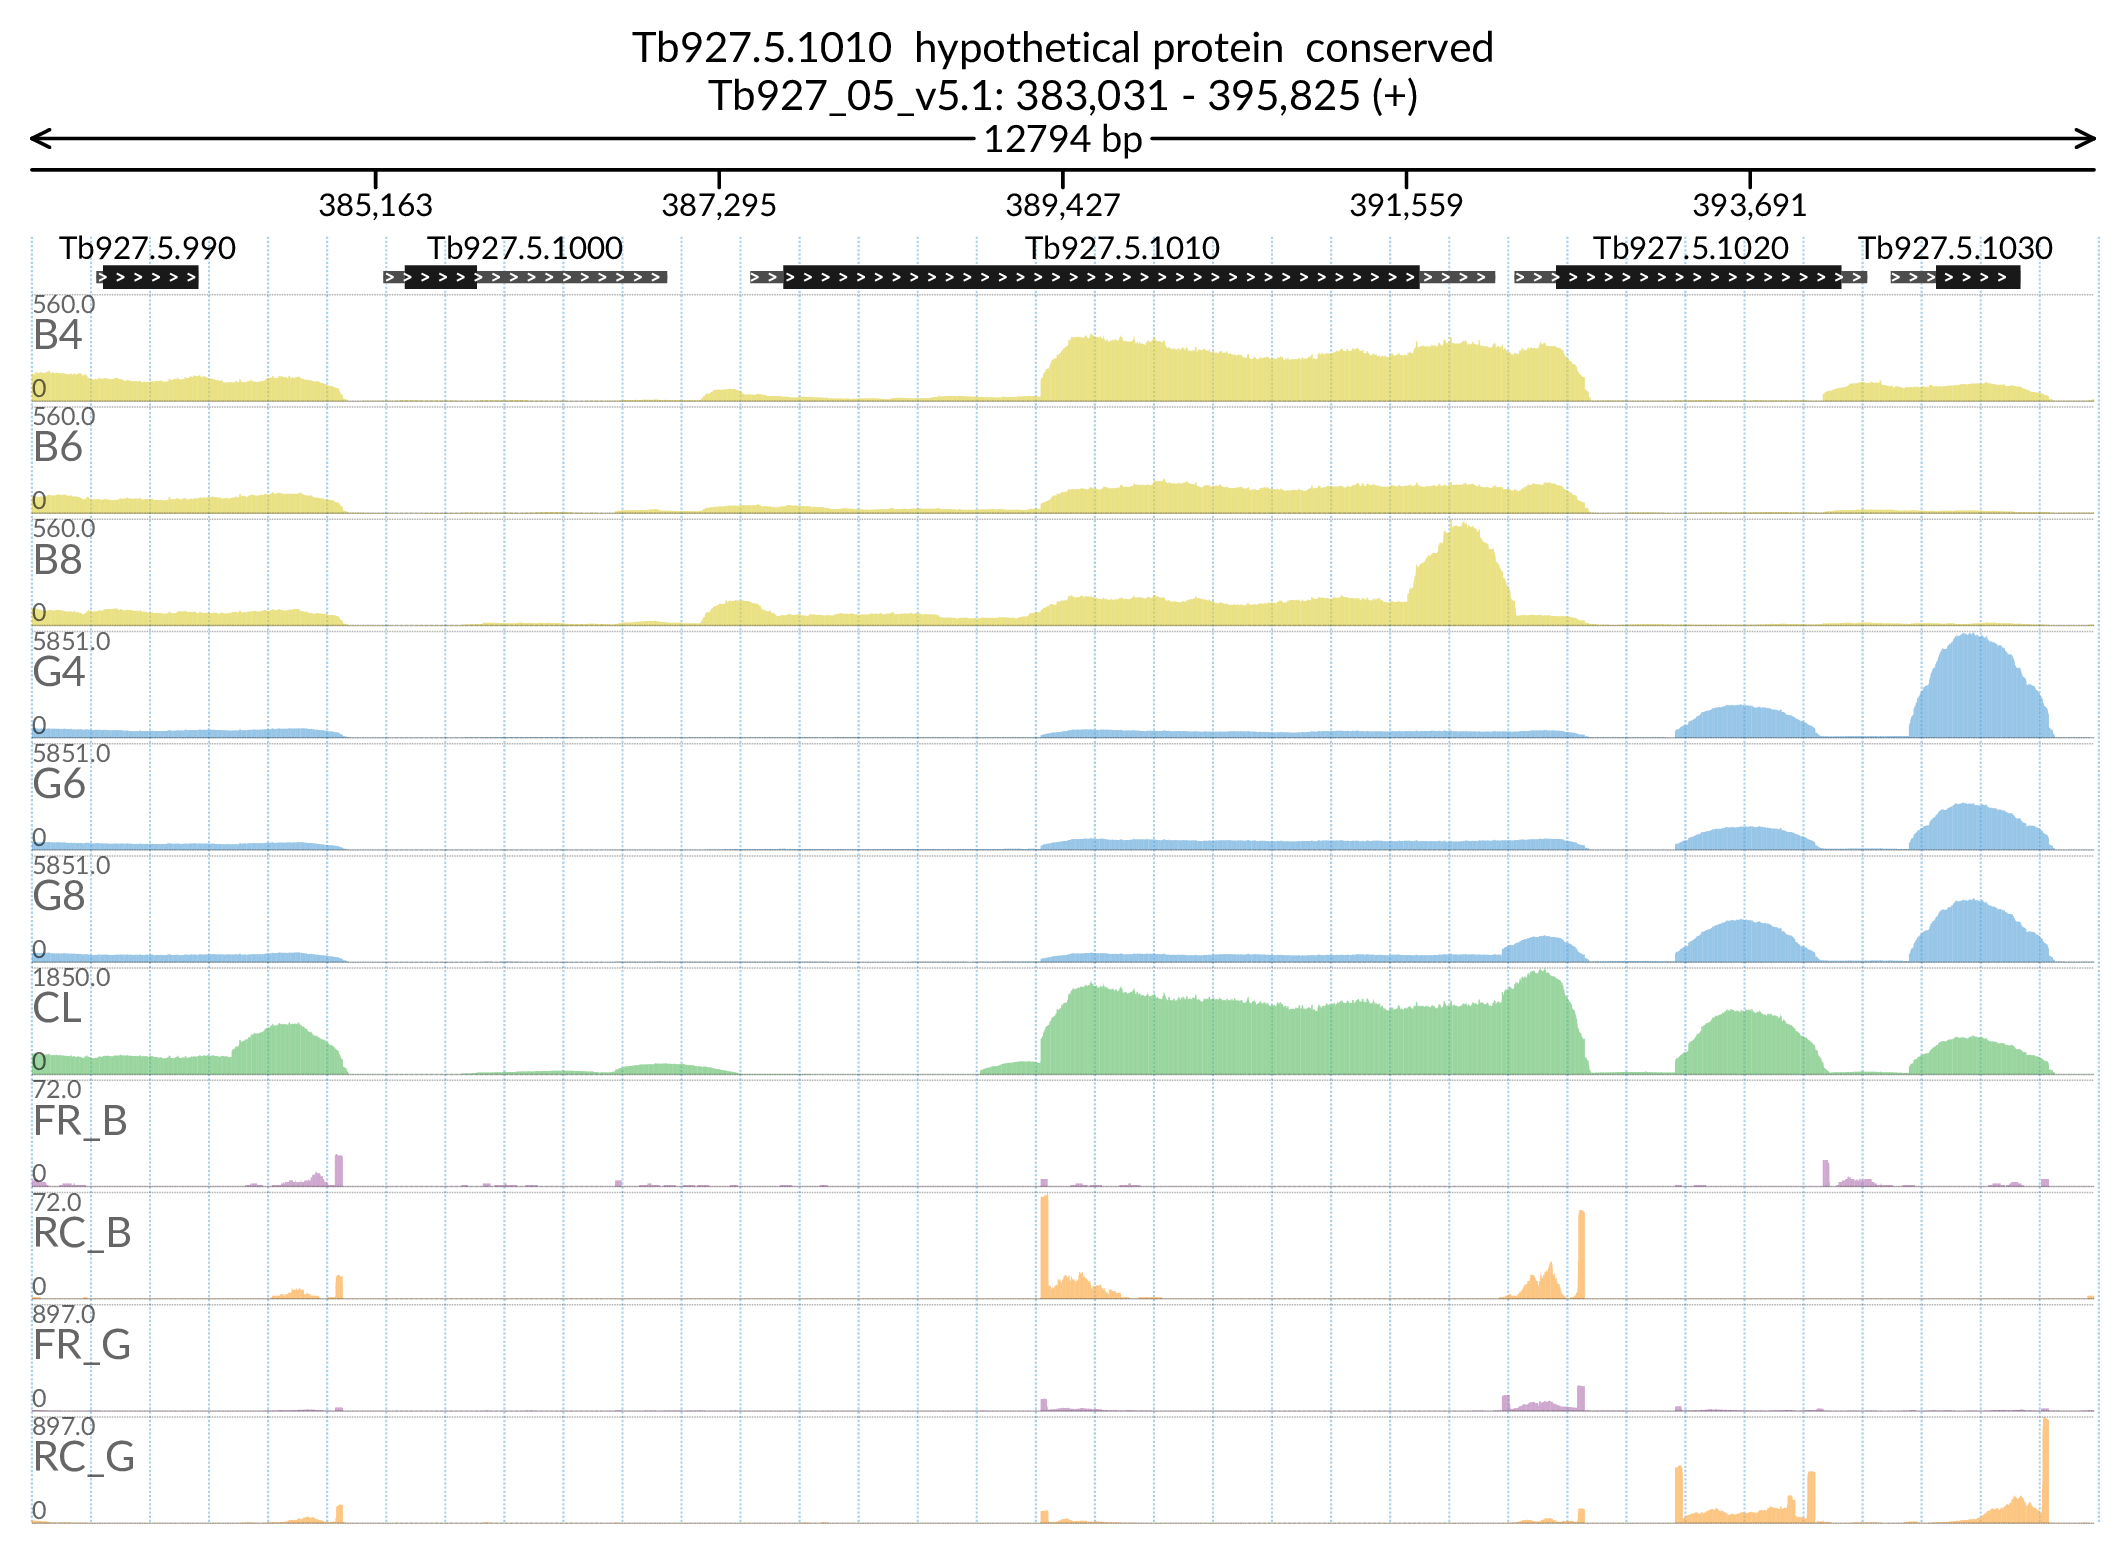 Tb927.5.1010 hypothetical protein conserved
Tb927_05_v5.1: 383,031 - 395,825 (+)
12794 bp
385,163 387,295 389,427 391,559 393,691
Tb927.5.990 Tb927.5.1000 Tb927.5.1010 Tb927.5.1020 Tb927.5.1030
560.0
B4
0
560.0
B6
0
560.0
B8
0
5851.0
G4
0
5851.0
G6
0
5851.0
G8
0
1850.0
CL
0
72.0
FR_B
0
72.0
RC_B
0
897.0
FR_G
0
897.0
RC_G
0